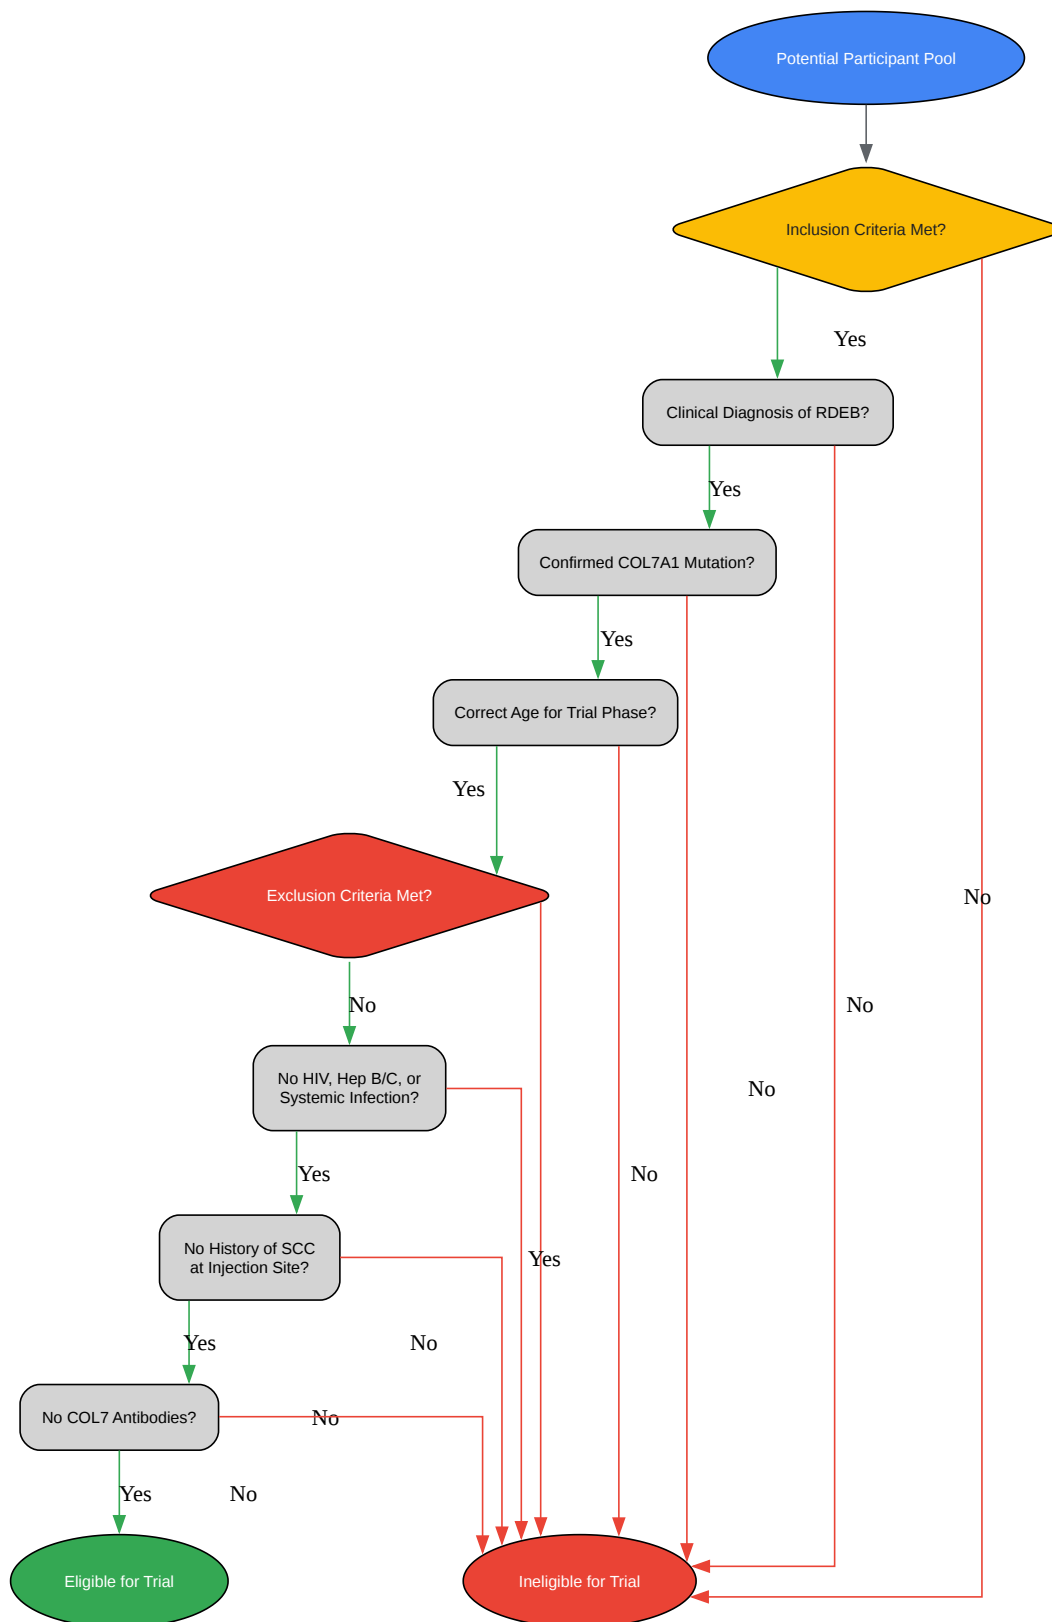 Potential Participant Pool
Inclusion Criteria Met?
Yes
Clinical Diagnosis of RDEB?
Yes
Confirmed COL7A1 Mutation?
Yes
Correct Age for Trial Phase?
Yes
Exclusion Criteria Met?
No
No
No
No HIV, Hep B/C, or
Systemic Infection?
No
Yes
No
No History of SCC
at Injection Site?
Yes
Yes
No
No COL7 Antibodies?
No
Yes
No
Eligible for Trial
Ineligible for Trial